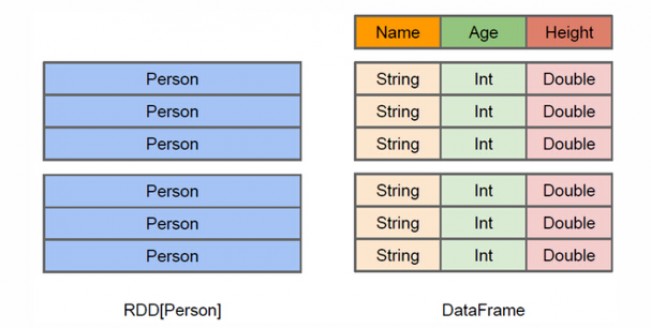 Name Age Height
Person String Int Double
Person String Int Double
Person String Int Double
Person String Int Double
Person String Int Double
Person String Int Double
RDD[Person] DataFrame